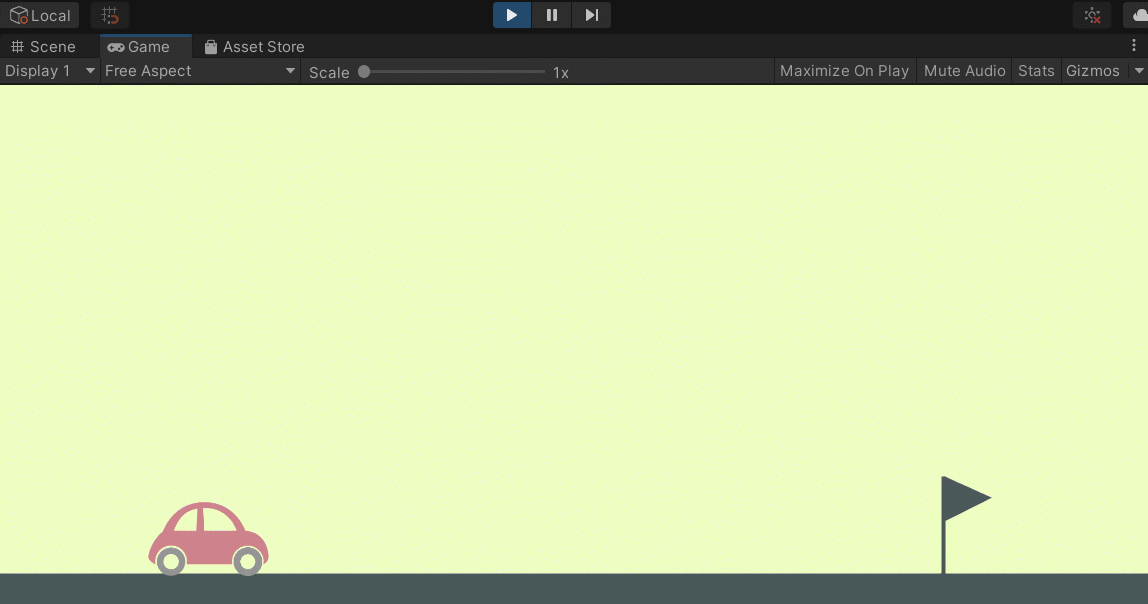 Local
Scene Game Asset Store
Display 1 Free Aspect Scale 1x Maximize On Play Mute Audio Stats Gizmos